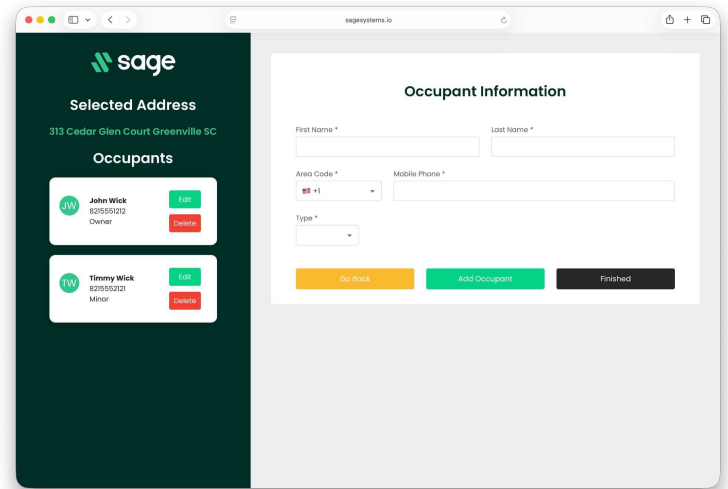 sagesystems.io
sage
Selected Address
313 Cedar Glen Court Greenville SC
Occupants
JW
John Wick
8215551212
Owner
Edit
Delete
TW
Timmy Wick
8215552121
Minor
Edit
Delete
Occupant Information
First Name *
Last Name *
Area Code *
Mobile Phone *
+1
Type *
Go Back
Add Occupant
Finished